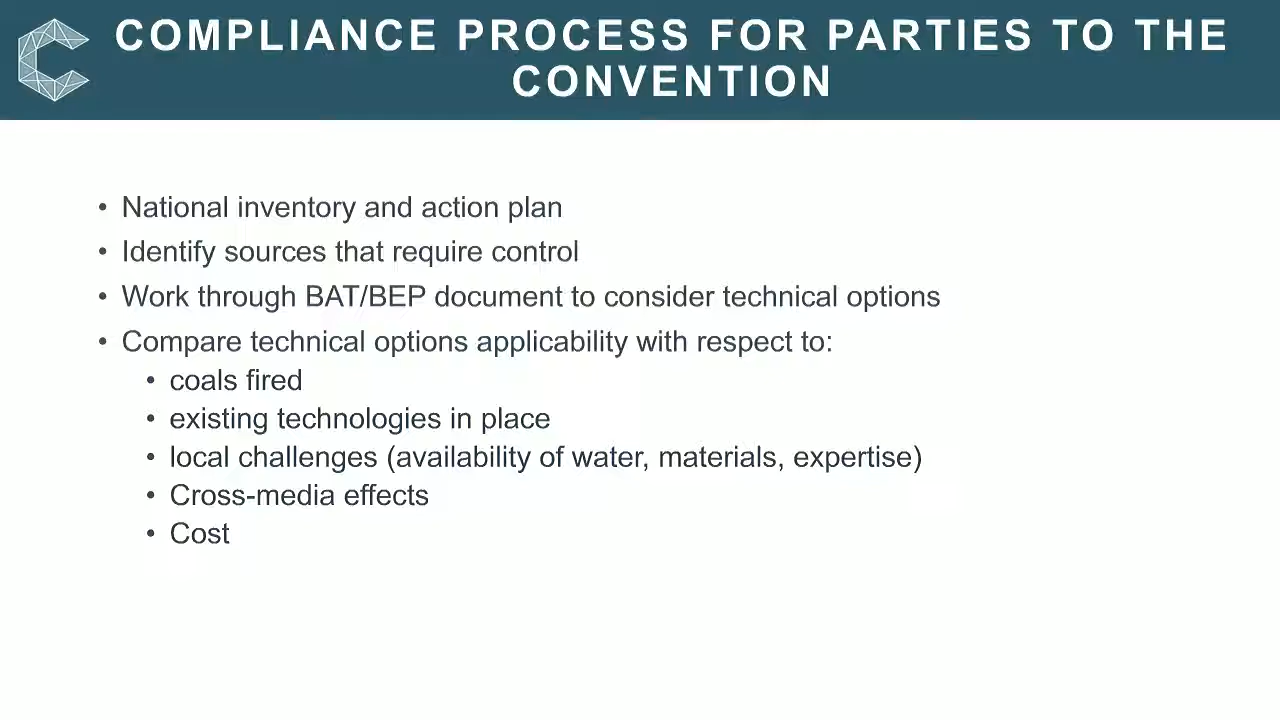 COMPLIANCE PROCESS FOR PARTIES TO THE
CONVENTION
• National inventory and action plan
• Identify sources that require control
• Work through BAT/BEP document to consider technical options
• Compare technical options applicability with respect to:
• coals fired
• existing technologies in place
• local challenges (availability of water, materials, expertise)
• Cross-media effects
• Cost